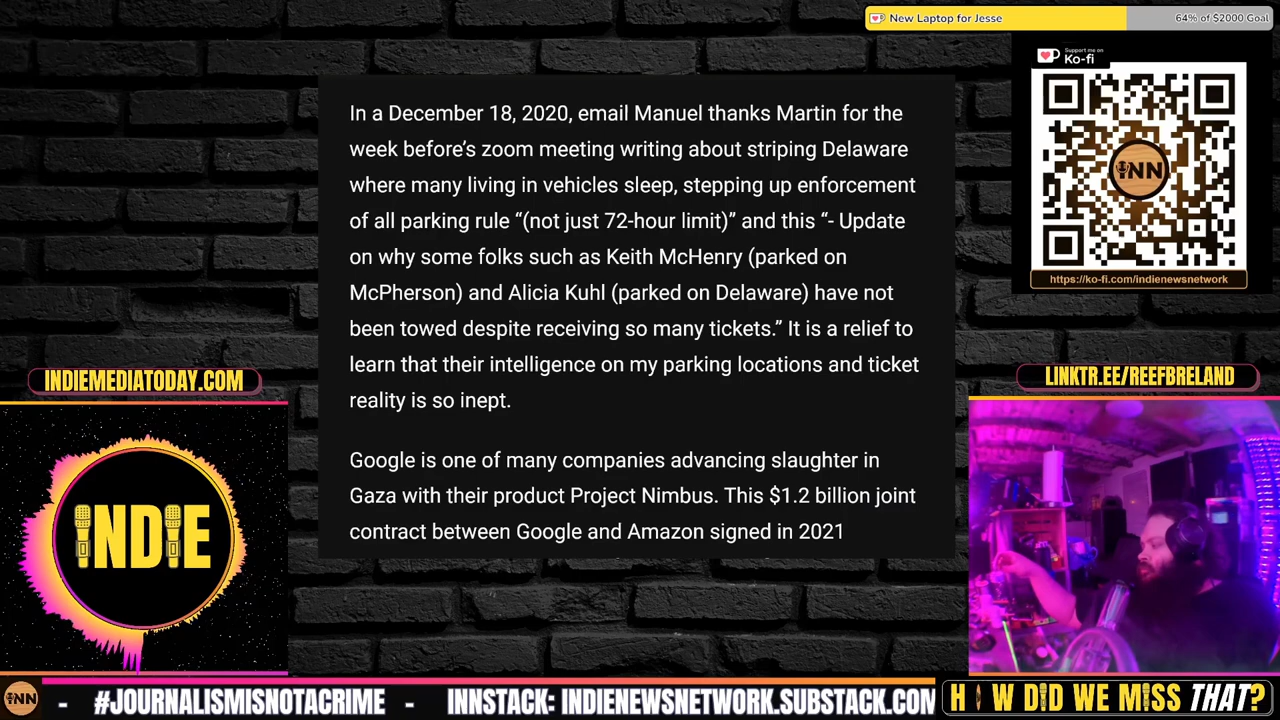 New Laptop for Jesse
64% of $2000 Goal
Support me on
Ko-fi
iNN
https://ko-fi.com/indienewsnetwork
In a December 18, 2020, email Manuel thanks Martin for the
week before’s zoom meeting writing about striping Delaware
where many living in vehicles sleep, stepping up enforcement
of all parking rule “(not just 72-hour limit)” and this “- Update
on why some folks such as Keith McHenry (parked on
McPherson) and Alicia Kuhl (parked on Delaware) have not
been towed despite receiving so many tickets.” It is a relief to
learn that their intelligence on my parking locations and ticket
reality is so inept.
Google is one of many companies advancing slaughter in
Gaza with their product Project Nimbus. This $1.2 billion joint
contract between Google and Amazon signed in 2021
INDIEMEDIATODAY.COM
INDIE
LINKTR.EE/REEFBRELAND
iNN
- #JOURNALISMISNOTACRIME - INNSTACK: INDIENEWSNETWORK.SUBSTACK.COM
HOW DID WE MISS THAT?